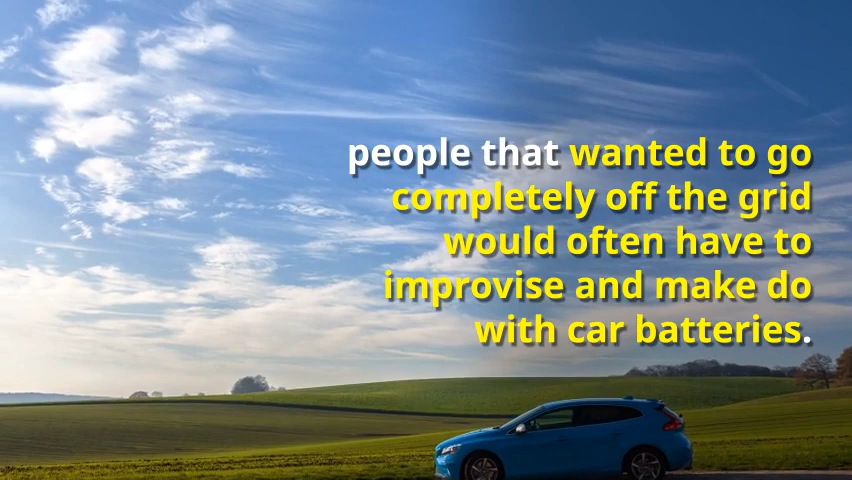 people that wanted to go
completely off the grid
would often have to
improvise and make do
with car batteries.